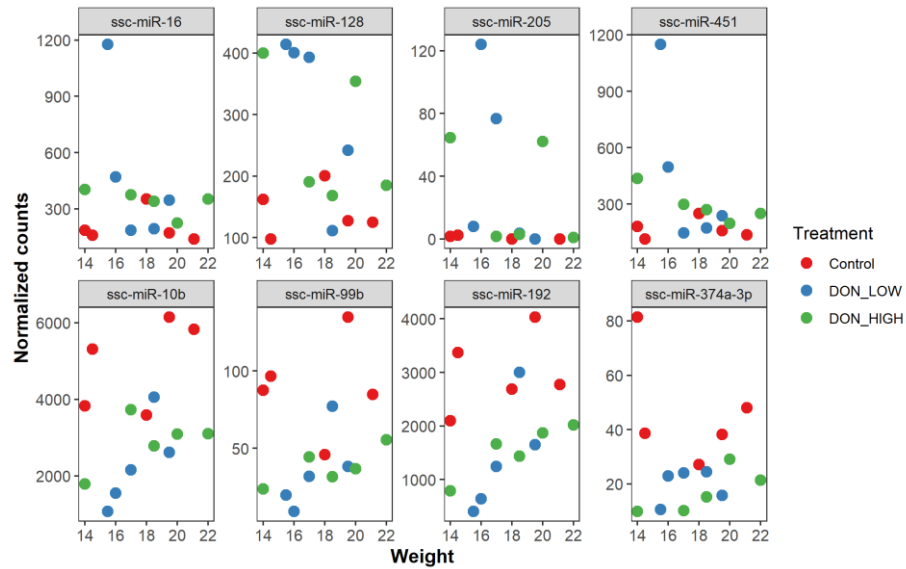 ssc-miR-16 ssc-miR-128 ssc-miR-205 ssc-miR-451
1200 400 120 1200
900 300 80 900
600 200 40 600
300 100 0 300
14 16 18 20 22 14 16 18 20 22 14 16 18 20 22 14 16 18 20 22
Normalized counts
Treatment
Control
DON_LOW
DON_HIGH
ssc-miR-10b ssc-miR-99b ssc-miR-192 ssc-miR-374a-3p
6000 100 4000 80
4000 50 3000 60
2000 2000 40
1000 20
14 16 18 20 22 14 16 18 20 22 14 16 18 20 22 14 16 18 20 22
Weight